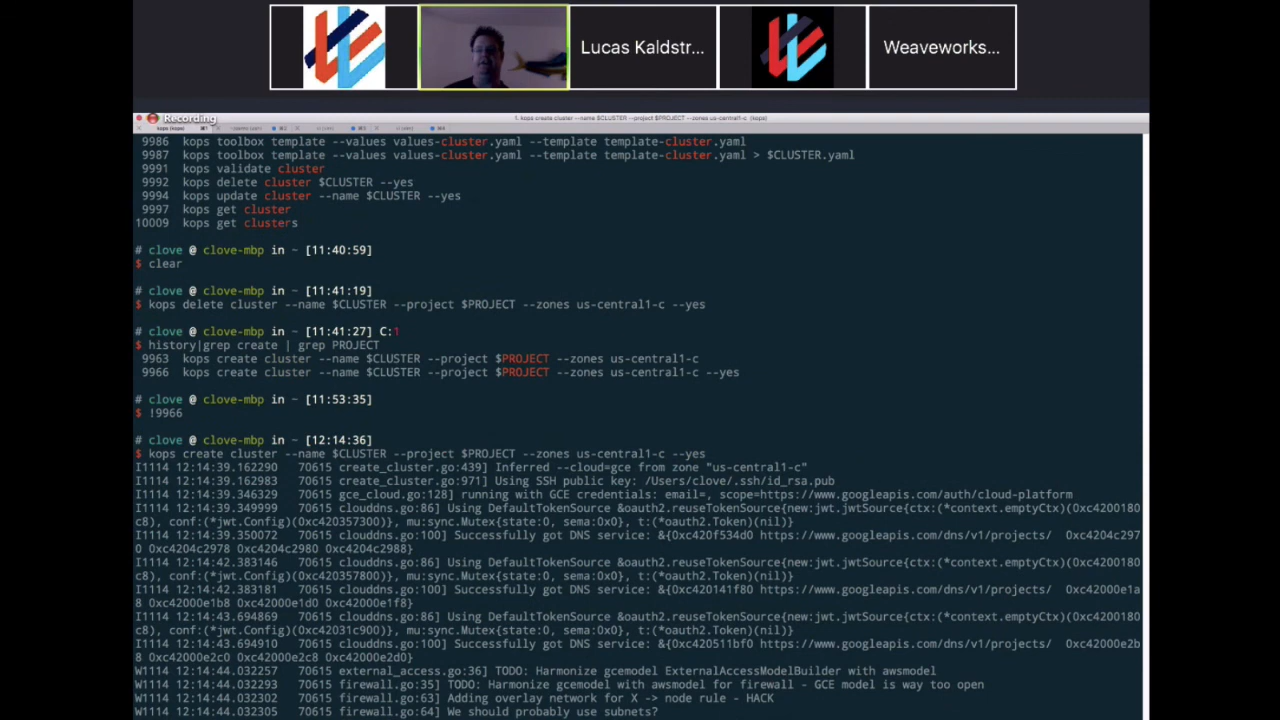 Lucas Kaldstr...
Weaveworks...
Recording
1. kops create cluster --name $CLUSTER --project $PROJECT --zones us-central1-c (kops)
9986 kops toolbox template --values values-cluster.yaml --template template-cluster.yaml
9987 kops toolbox template --values values-cluster.yaml --template template-cluster.yaml > $CLUSTER.yaml
9991 kops validate cluster
9992 kops delete cluster $CLUSTER --yes
9994 kops update cluster --name $CLUSTER --yes
9997 kops get cluster
10009 kops get clusters
# clove @ clove-mbp in ~ [11:40:59]
$ clear
# clove @ clove-mbp in ~ [11:41:19]
$ kops delete cluster --name $CLUSTER --project $PROJECT --zones us-central1-c --yes
# clove @ clove-mbp in ~ [11:41:27] C:1
$ history|grep create | grep PROJECT
9963 kops create cluster --name $CLUSTER --project $PROJECT --zones us-central1-c
9966 kops create cluster --name $CLUSTER --project $PROJECT --zones us-central1-c --yes
# clove @ clove-mbp in ~ [11:53:35]
$ !9966
# clove @ clove-mbp in ~ [12:14:36]
$ kops create cluster --name $CLUSTER --project $PROJECT --zones us-central1-c --yes
I1114 12:14:39.162290 70615 create_cluster.go:439] Inferred --cloud=gce from zone "us-central1-c"
I1114 12:14:39.162983 70615 create_cluster.go:971] Using SSH public key: /Users/clove/.ssh/id_rsa.pub
I1114 12:14:39.346329 70615 gce_cloud.go:128] running with GCE credentials: email=, scope=https://www.googleapis.com/auth/cloud-platform
I1114 12:14:39.349999 70615 clouddns.go:86] Using DefaultTokenSource &oauth2.reuseTokenSource{new:jwt.jwtSource{ctx:(*context.emptyCtx)(0xc4200180
c8), conf:(*jwt.Config)(0xc420357300)}, mu:sync.Mutex{state:0, sema:0x0}, t:(*oauth2.Token)(nil)}
I1114 12:14:39.350072 70615 clouddns.go:100] Successfully got DNS service: &{0xc420f534d0 https://www.googleapis.com/dns/v1/projects/ 0xc4204c297
0 0xc4204c2978 0xc4204c2980 0xc4204c2988}
I1114 12:14:42.383146 70615 clouddns.go:86] Using DefaultTokenSource &oauth2.reuseTokenSource{new:jwt.jwtSource{ctx:(*context.emptyCtx)(0xc4200180
c8), conf:(*jwt.Config)(0xc420357800)}, mu:sync.Mutex{state:0, sema:0x0}, t:(*oauth2.Token)(nil)}
I1114 12:14:42.383181 70615 clouddns.go:100] Successfully got DNS service: &{0xc420141f80 https://www.googleapis.com/dns/v1/projects/ 0xc42000e1a
8 0xc42000e1b8 0xc42000e1d0 0xc42000e1f8}
I1114 12:14:43.694869 70615 clouddns.go:86] Using DefaultTokenSource &oauth2.reuseTokenSource{new:jwt.jwtSource{ctx:(*context.emptyCtx)(0xc4200180
c8), conf:(*jwt.Config)(0xc42031c900)}, mu:sync.Mutex{state:0, sema:0x0}, t:(*oauth2.Token)(nil)}
I1114 12:14:43.694910 70615 clouddns.go:100] Successfully got DNS service: &{0xc420511bf0 https://www.googleapis.com/dns/v1/projects/ 0xc42000e2b
8 0xc42000e2c0 0xc42000e2c8 0xc42000e2d0}
W1114 12:14:44.032257 70615 external_access.go:36] TODO: Harmonize gcemodel ExternalAccessModelBuilder with awsmodel
W1114 12:14:44.032293 70615 firewall.go:35] TODO: Harmonize gcemodel with awsmodel for firewall - GCE model is way too open
W1114 12:14:44.032302 70615 firewall.go:63] Adding overlay network for X -> node rule - HACK
W1114 12:14:44.032305 70615 firewall.go:64] We should probably use subnets?